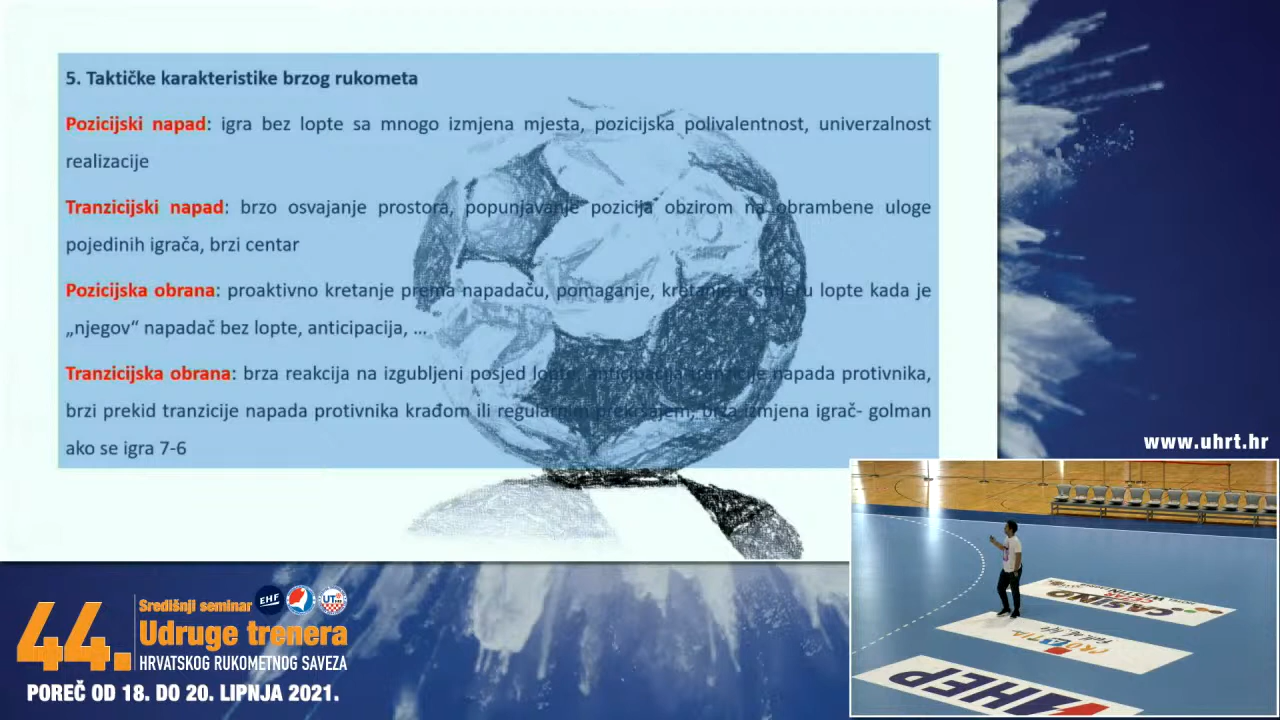 5. Taktičke karakteristike brzog rukometa
Pozicijski napad: igra bez lopte sa mnogo izmjena mjesta, pozicijska polivalentnost, univerzalnost
realizacije
Tranzicijski napad: brzo osvajanje prostora, popunjavanje pozicija obzirom na obrambene uloge
pojedinih igrača, brzi centar
Pozicijska obrana: proaktivno kretanje prema napadaču, pomaganje, kretanje u smjeru lopte kada je
„njegov“ napadač bez lopte, anticipacija, ...
Tranzicijska obrana: brza reakcija na izgubljeni posjed lopte, anticipacija tranzicije napada protivnika,
brzi prekid tranzicije napada protivnika krađom ili regularnim prekršajem, brza izmjena igrač- golman
ako se igra 7-6
www.uhrt.hr
44.
Središnji seminar
EHF
UT
Udruge trenera
HRVATSKOG RUKOMETNOG SAVEZA
POREČ OD 18. DO 20. LIPNJA 2021.
CASINO
HEP